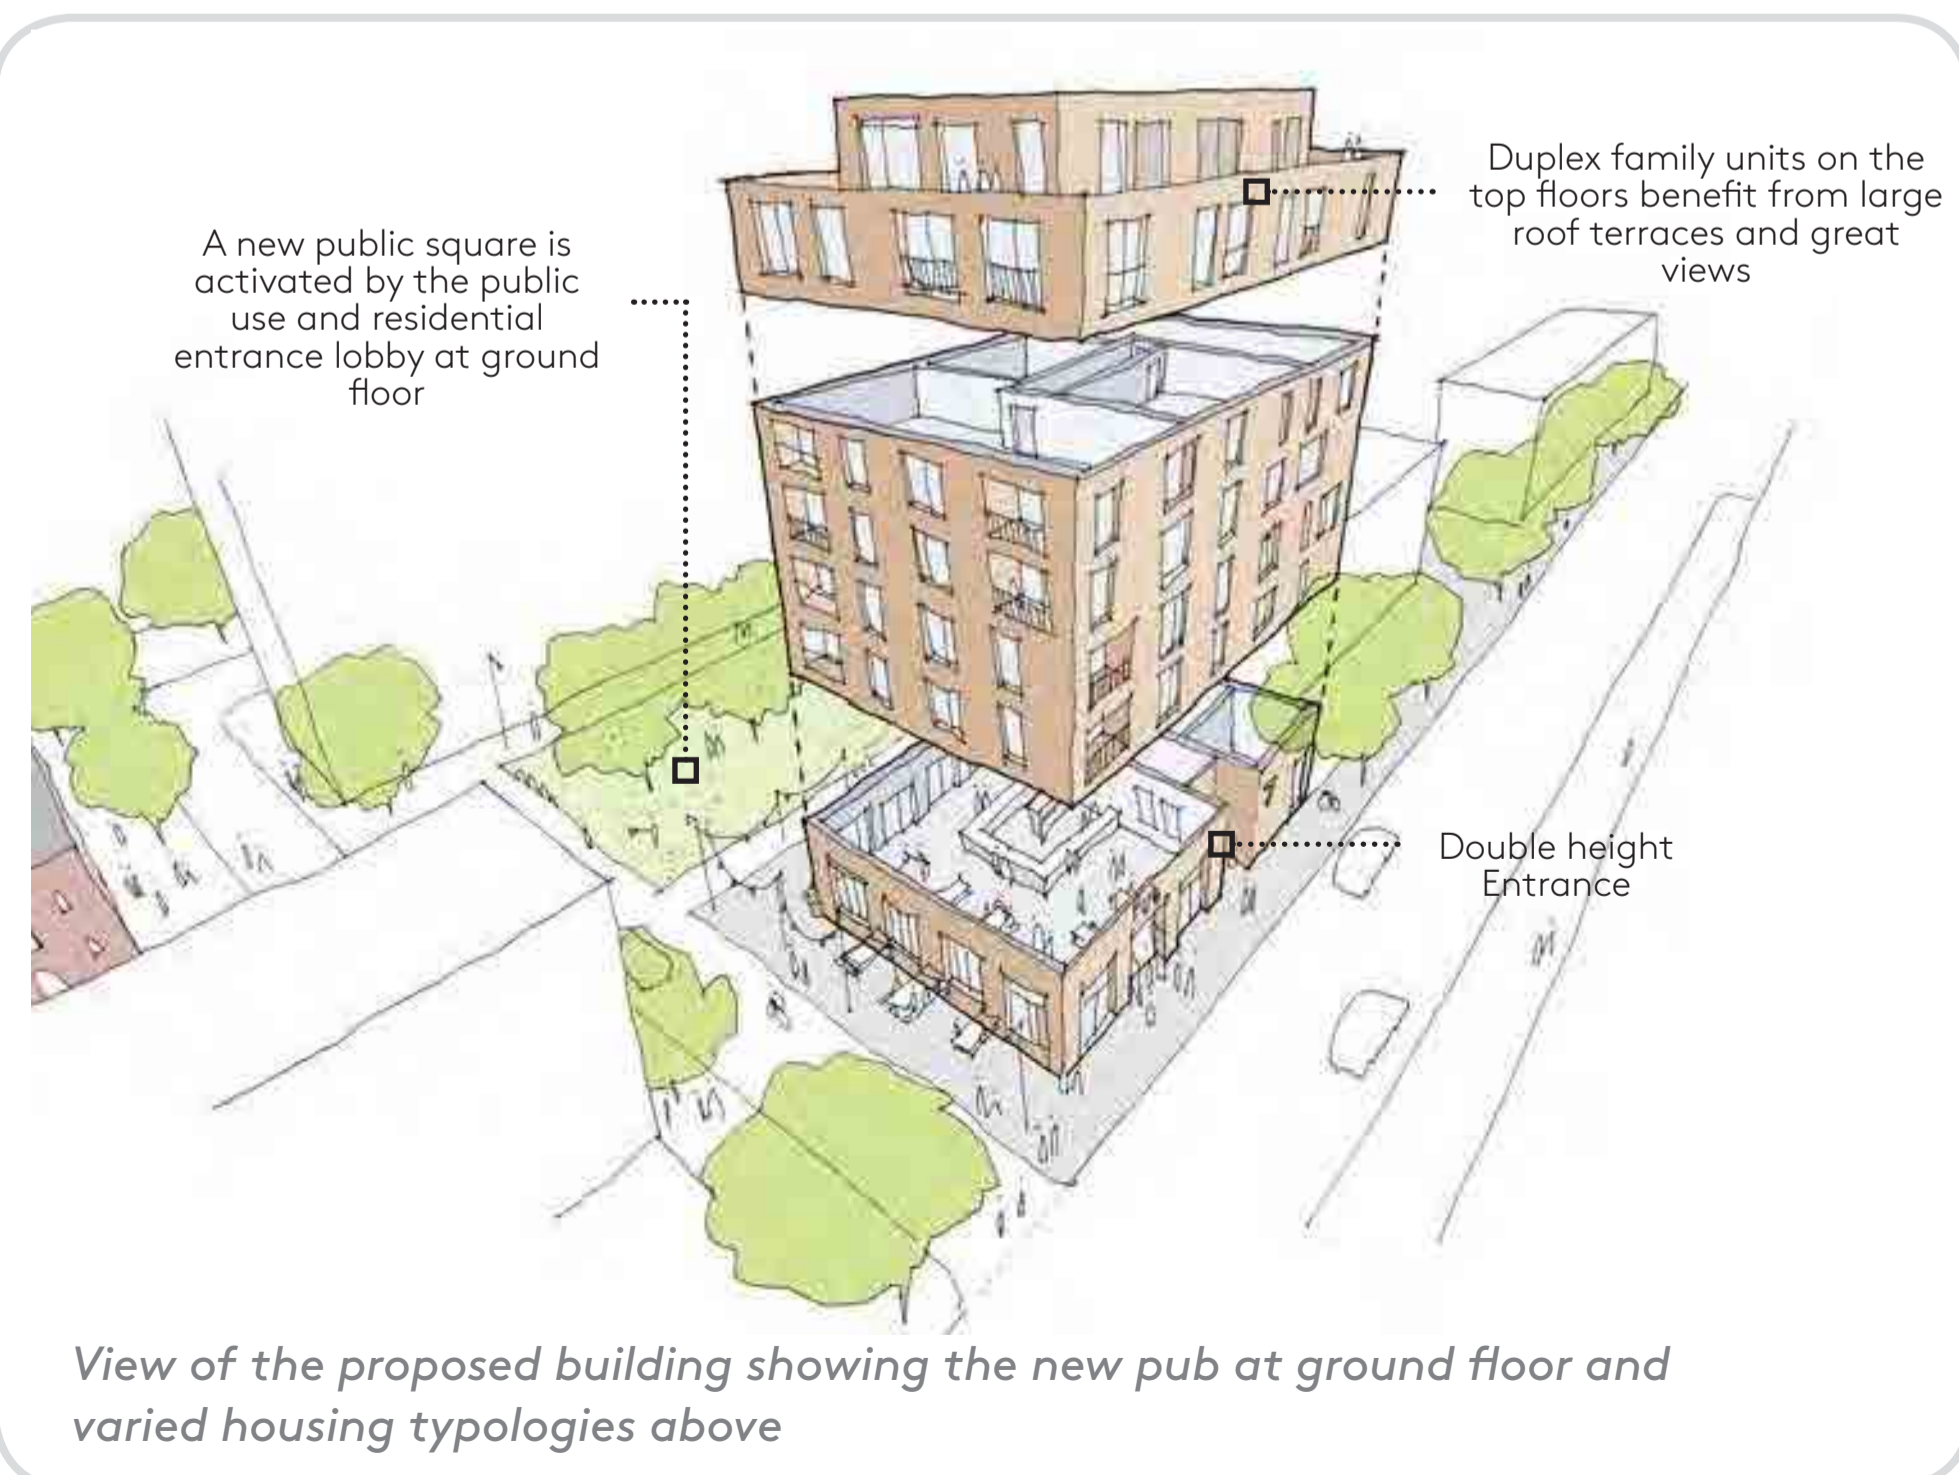 A new public square is
activated by the public
use and residential
entrance lobby at ground
floor
Duplex family units on the
top floors benefit from large
roof terraces and great
views
Double height
Entrance
View of the proposed building showing the new pub at ground floor and
varied housing typologies above